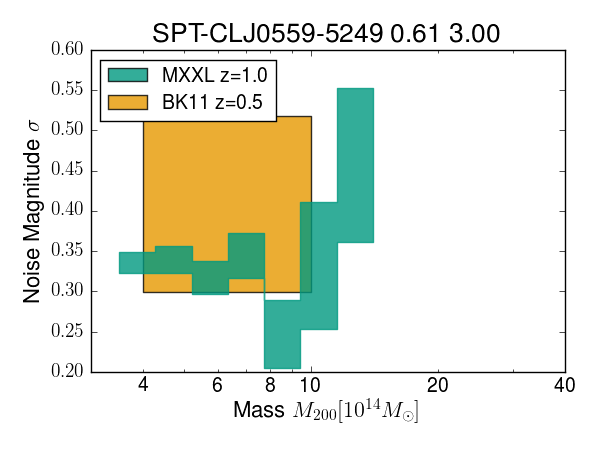 SPT-CLJ0559-5249 0.61 3.00
0.60
0.55
0.50
0.45
0.40
0.35
0.30
0.25
0.20
Noise Magnitude σ
MXXL z=1.0
BK11 z=0.5
4 6 8 10 20 40
Mass M₂₀₀[10¹⁴M☉]